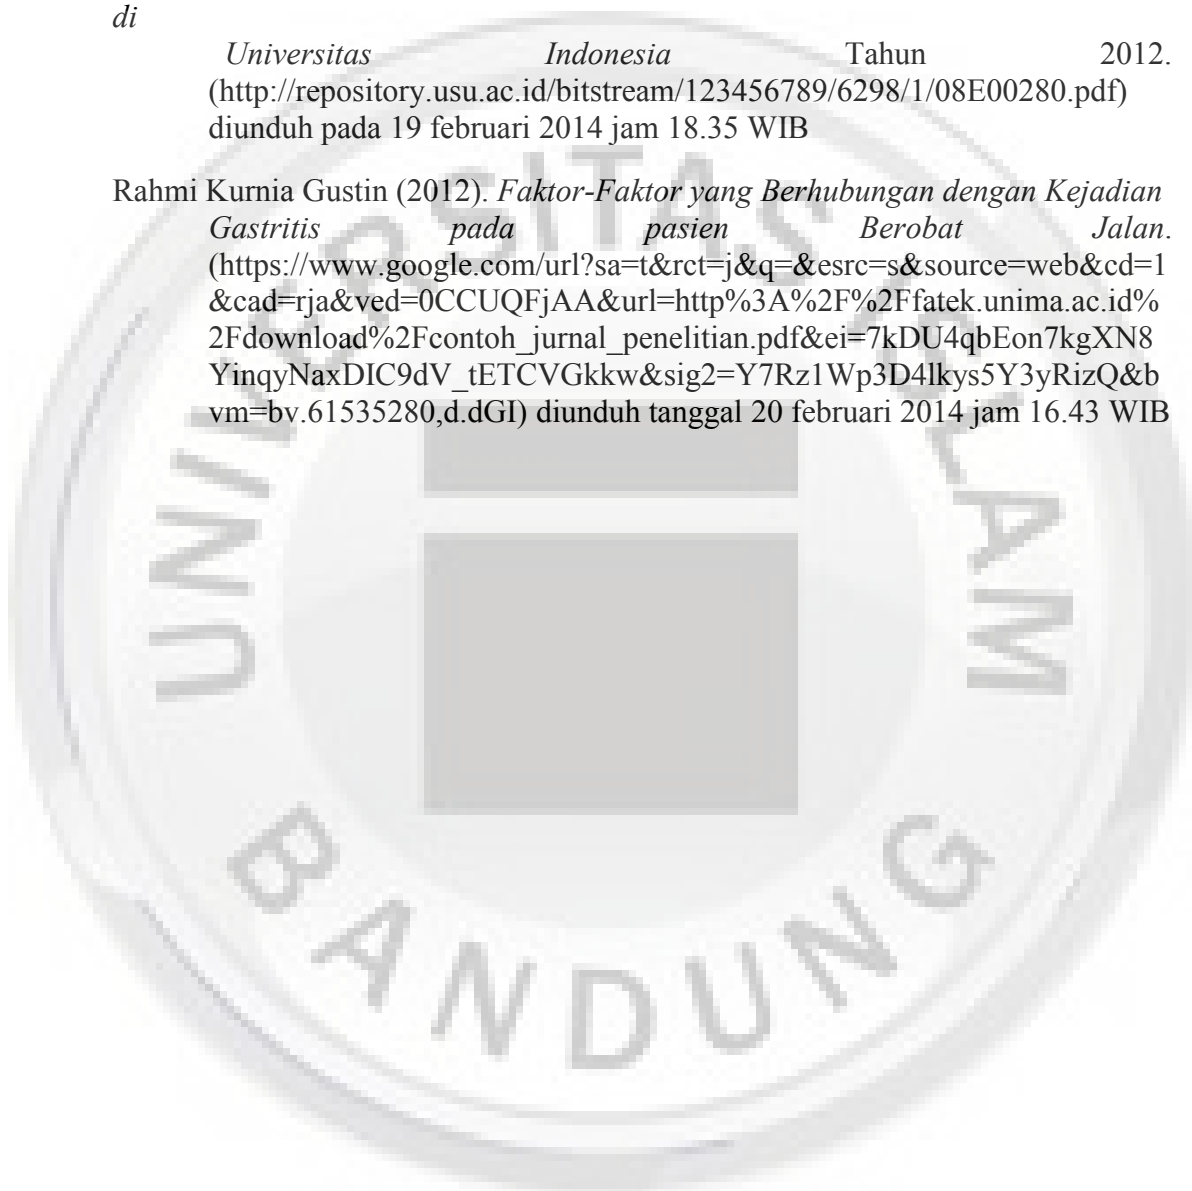 di
Universitas Indonesia Tahun 2012.
(http://repository.usu.ac.id/bitstream/123456789/6298/1/08E00280.pdf)
diunduh pada 19 februari 2014 jam 18.35 WIB
Rahmi Kurnia Gustin (2012). Faktor-Faktor yang Berhubungan dengan Kejadian
Gastritis pada pasien Berobat Jalan.
(https://www.google.com/url?sa=t&rct=j&q=&esrc=s&source=web&cd=1
&cad=rja&ved=0CCUQFjAA&url=http%3A%2F%2Ffatek.unima.ac.id%
2Fdownload%2Fcontoh_jurnal_penelitian.pdf&ei=7kDU4qbEon7kgXN8
YinqyNaxDIC9dV_tETCVGkkw&sig2=Y7Rz1Wp3D4lkys5Y3yRizQ&b
vm=bv.61535280,d.dGI) diunduh tanggal 20 februari 2014 jam 16.43 WIB
UNIVERSITAS ISLAM
BANDUNG